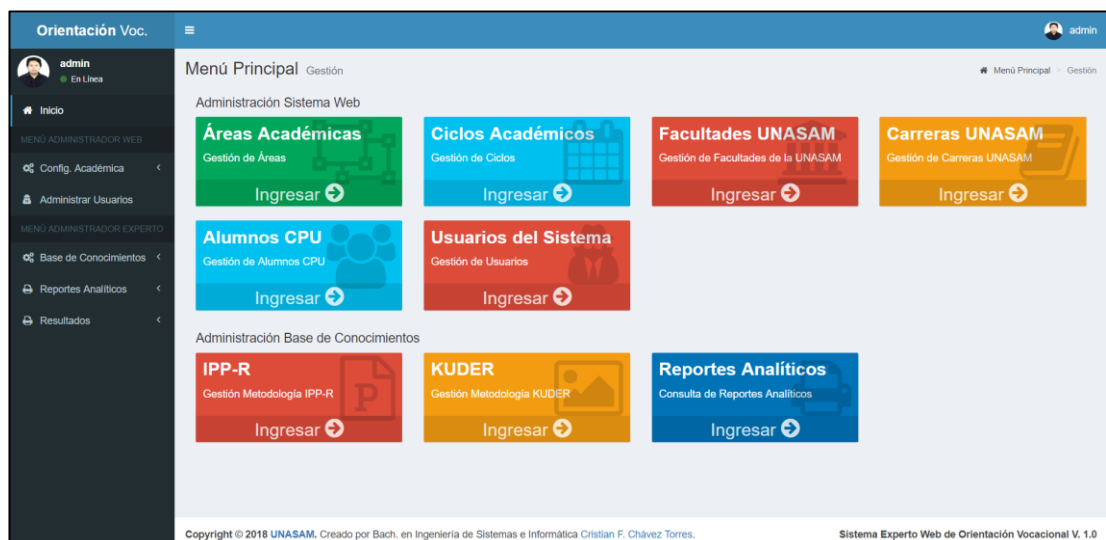 Orientación Voc.
admin
admin
En Línea
Menú Principal Gestión
Menú Principal > Gestión
Inicio
MENÚ ADMINISTRADOR WEB
Config. Académica
Administrar Usuarios
MENÚ ADMINISTRADOR EXPERTO
Base de Conocimientos
Reportes Analíticos
Resultados
Administración Sistema Web
Áreas Académicas
Gestión de Áreas
Ingresar
Ciclos Académicos
Gestión de Ciclos
Ingresar
Facultades UNASAM
Gestión de Facultades de la UNASAM
Ingresar
Carreras UNASAM
Gestión de Carreras UNASAM
Ingresar
Alumnos CPU
Gestión de Alumnos CPU
Ingresar
Usuarios del Sistema
Gestión de Usuarios
Ingresar
Administración Base de Conocimientos
IPP-R
Gestión Metodología IPP-R
P
Ingresar
KUDER
Gestión Metodología KUDER
Ingresar
Reportes Analíticos
Consulta de Reportes Analíticos
Ingresar
Copyright © 2018 UNASAM. Creado por Bach. en Ingeniería de Sistemas e Informática Cristian F. Chávez Torres.
Sistema Experto Web de Orientación Vocacional V. 1.0